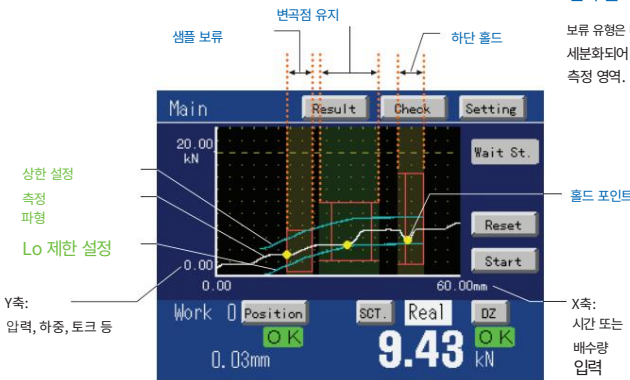 변곡점 유지
샘플 보류
하단 홀드
보류 유형은
세분화되어
측정 영역.
Main
Result
Check
Setting
20.00
kN
Wait St.
상한 설정
측정
파형
Lo 제한 설정
홀드 포인트
Reset
Start
0.00
0.00
60.00mm
Y축:
압력, 하중, 토크 등
X축:
시간 또는
배수량
입력
Work 0
Position
SCT.
Real
DZ
OK
0.03mm
9.43
OK
kN